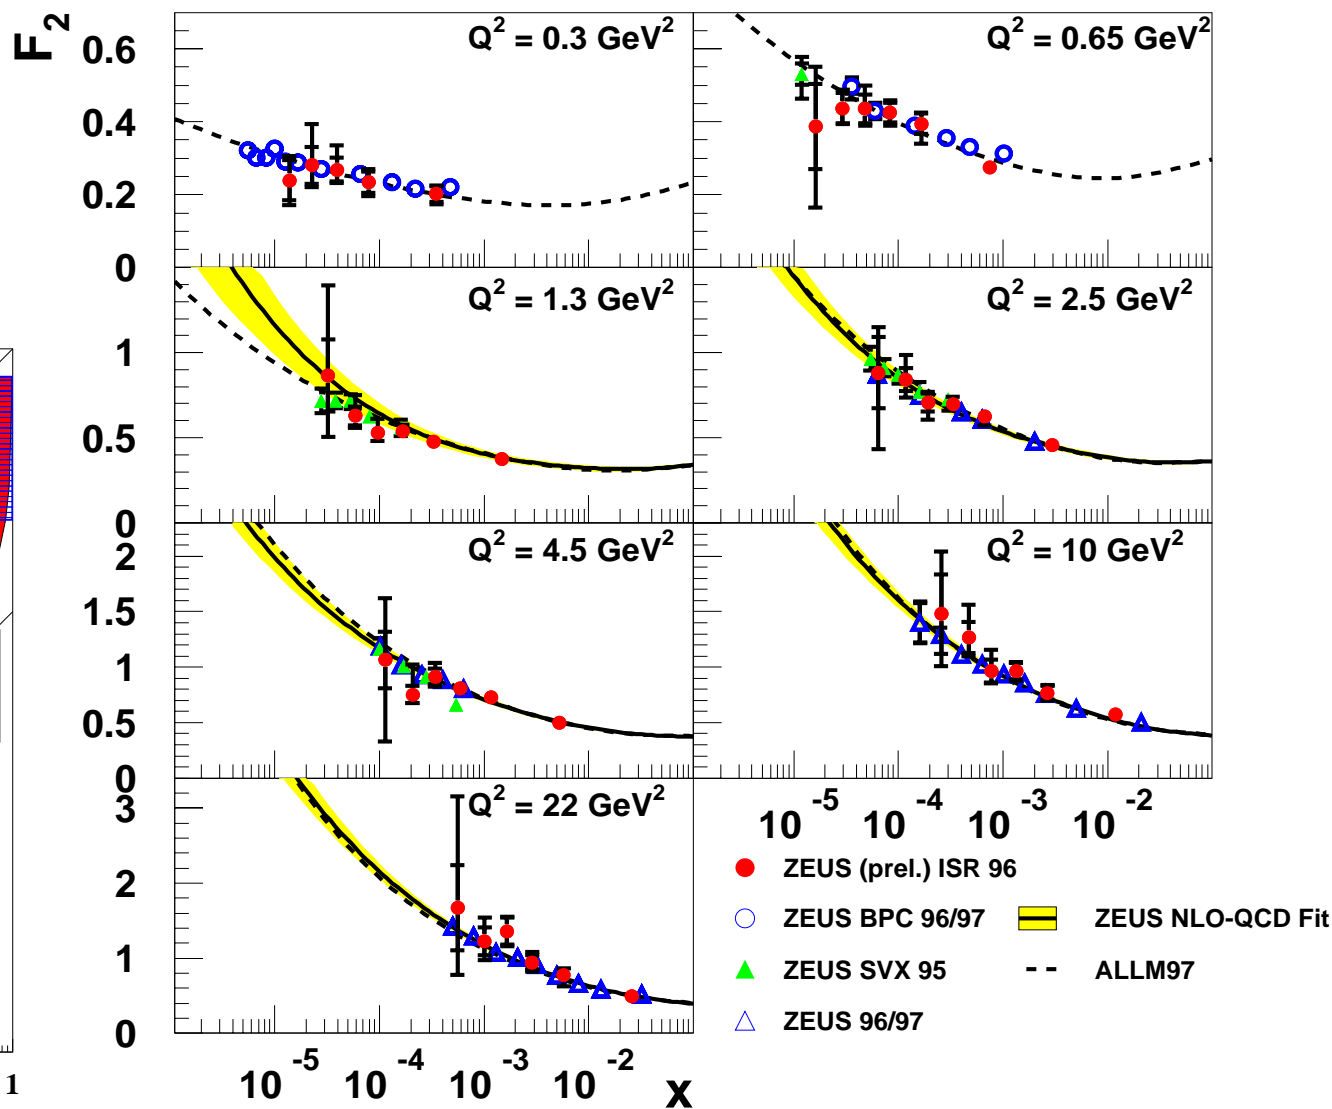 F2
Q2 = 0.3 GeV2
Q2 = 0.65 GeV2
0.6
0.4
0.2
0
Q2 = 1.3 GeV2
Q2 = 2.5 GeV2
1
0.5
0
Q2 = 4.5 GeV2
Q2 = 10 GeV2
2
1.5
1
0.5
0
Q2 = 22 GeV2
3
2
1
0
10-5 10-4 10-3 10-2
10-5 10-4 10-3 10-2
x
ZEUS (prel.) ISR 96
ZEUS BPC 96/97
ZEUS NLO-QCD Fit
ZEUS SVX 95
ALLM97
ZEUS 96/97
1